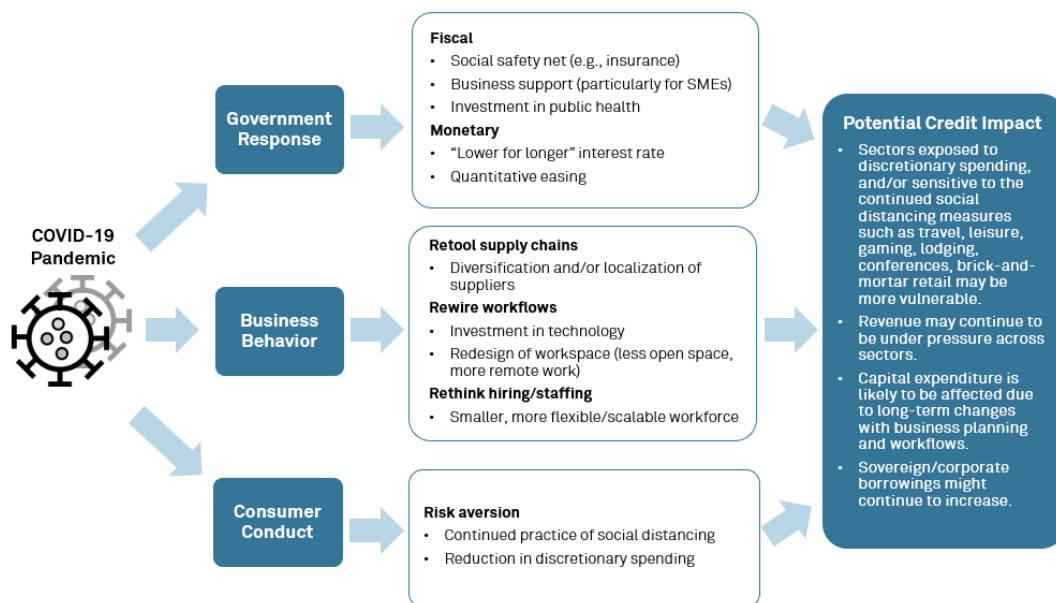 COVID-19
Pandemic
Government
Response
Fiscal
• Social safety net (e.g., insurance)
• Business support (particularly for SMEs)
• Investment in public health
Monetary
• “Lower for longer” interest rate
• Quantitative easing
Business
Behavior
Retool supply chains
• Diversification and/or localization of
suppliers
Rewire workflows
• Investment in technology
• Redesign of workspace (less open space,
more remote work)
Rethink hiring/staffing
• Smaller, more flexible/scalable workforce
Consumer
Conduct
Risk aversion
• Continued practice of social distancing
• Reduction in discretionary spending
Potential Credit Impact
• Sectors exposed to
discretionary spending,
and/or sensitive to the
continued social
distancing measures
such as travel, leisure,
gaming, lodging,
conferences, brick-and-
mortar retail may be
more vulnerable.
• Revenue may continue to
be under pressure across
sectors.
• Capital expenditure is
likely to be affected due
to long-term changes
with business planning
and workflows.
• Sovereign/corporate
borrowings might
continue to increase.